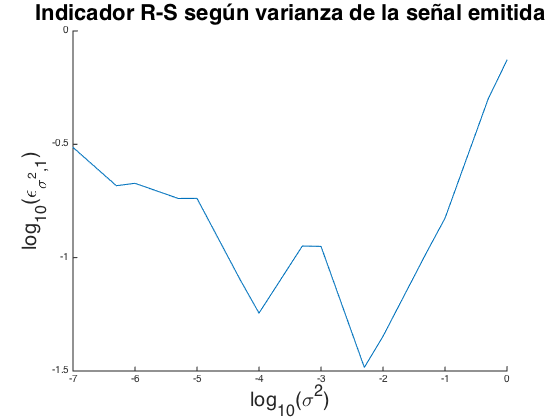 Indicador R-S según varianza de la señal emitida
0
-0.5
-1
-1.5
log10(ϵσ2,1)
-7 -6 -5 -4 -3 -2 -1 0
log10(σ2)